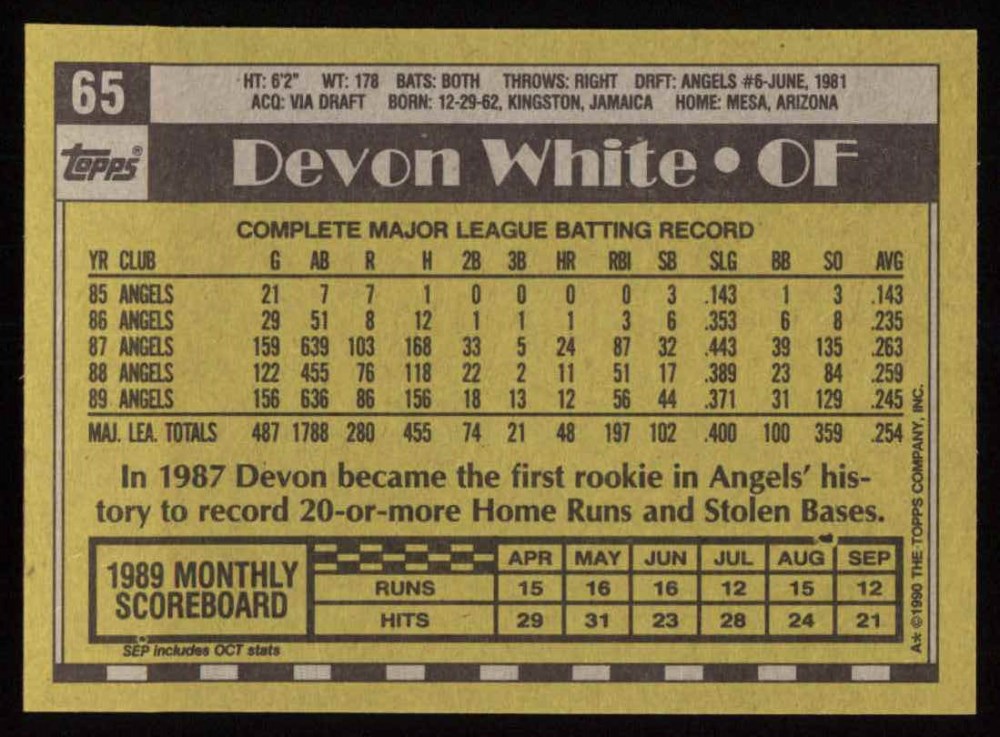 65
HT: 6'2" WT: 178 BATS: BOTH THROWS: RIGHT DRFT: ANGELS #6-JUNE, 1981
ACQ: VIA DRAFT BORN: 12-29-62, KINGSTON, JAMAICA HOME: MESA, ARIZONA
Topps®
Devon White • OF
COMPLETE MAJOR LEAGUE BATTING RECORD
YR CLUB G AB R H 2B 3B HR RBI SB SLG BB SO AVG
85 ANGELS 21 7 7 1 0 0 0 0 3 .143 1 3 .143
86 ANGELS 29 51 8 12 1 1 1 3 6 .353 6 8 .235
87 ANGELS 159 639 103 168 33 5 24 87 32 .443 39 135 .263
88 ANGELS 122 455 76 118 22 2 11 51 17 .389 23 84 .259
89 ANGELS 156 636 86 156 18 13 12 56 44 .371 31 129 .245
MAJ. LEA. TOTALS 487 1788 280 455 74 21 48 197 102 .400 100 359 .254
In 1987 Devon became the first rookie in Angels' his-
tory to record 20-or-more Home Runs and Stolen Bases.
1989 MONTHLY
SCOREBOARD
APR MAY JUN JUL AUG SEP
RUNS 15 16 16 12 15 12
HITS 29 31 23 28 24 21
SEP includes OCT stats
A* ©1990 THE TOPPS COMPANY, INC.